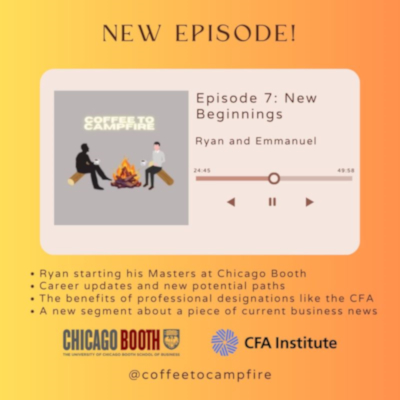 NEW EPISODE!
COFFEE TO
CAMPFIRE
Episode 7: New
Beginnings
Ryan and Emmanuel
24:45
49:58
• Ryan starting his Masters at Chicago Booth
• Career updates and new potential paths
• The benefits of professional designations like the CFA
• A new segment about a piece of current business news
CHICAGO BOOTH
THE UNIVERSITY OF CHICAGO BOOTH SCHOOL OF BUSINESS
CFA Institute
@coffeetocampfire